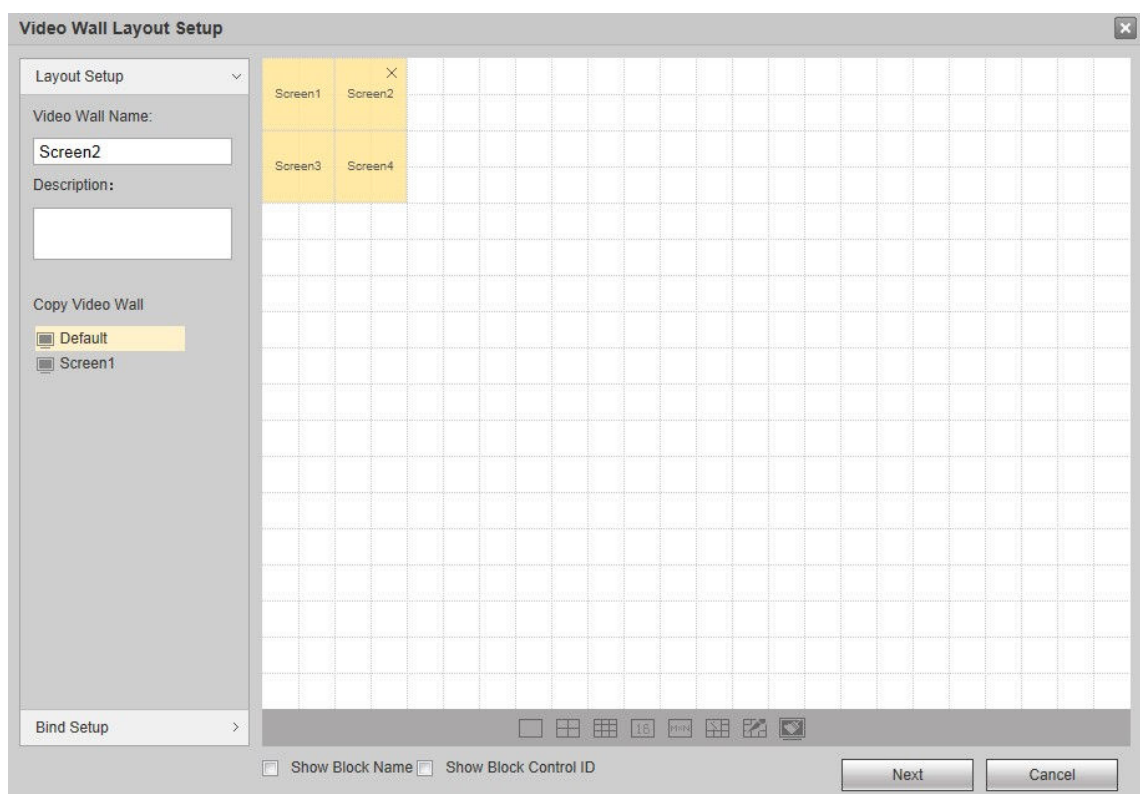 Video Wall Layout Setup
Layout Setup
Video Wall Name:
Screen2
Description:
Copy Video Wall
Default
Screen1
Bind Setup
Screen1 Screen2
Screen3 Screen4
16 M×N
Show Block Name Show Block Control ID
Next Cancel